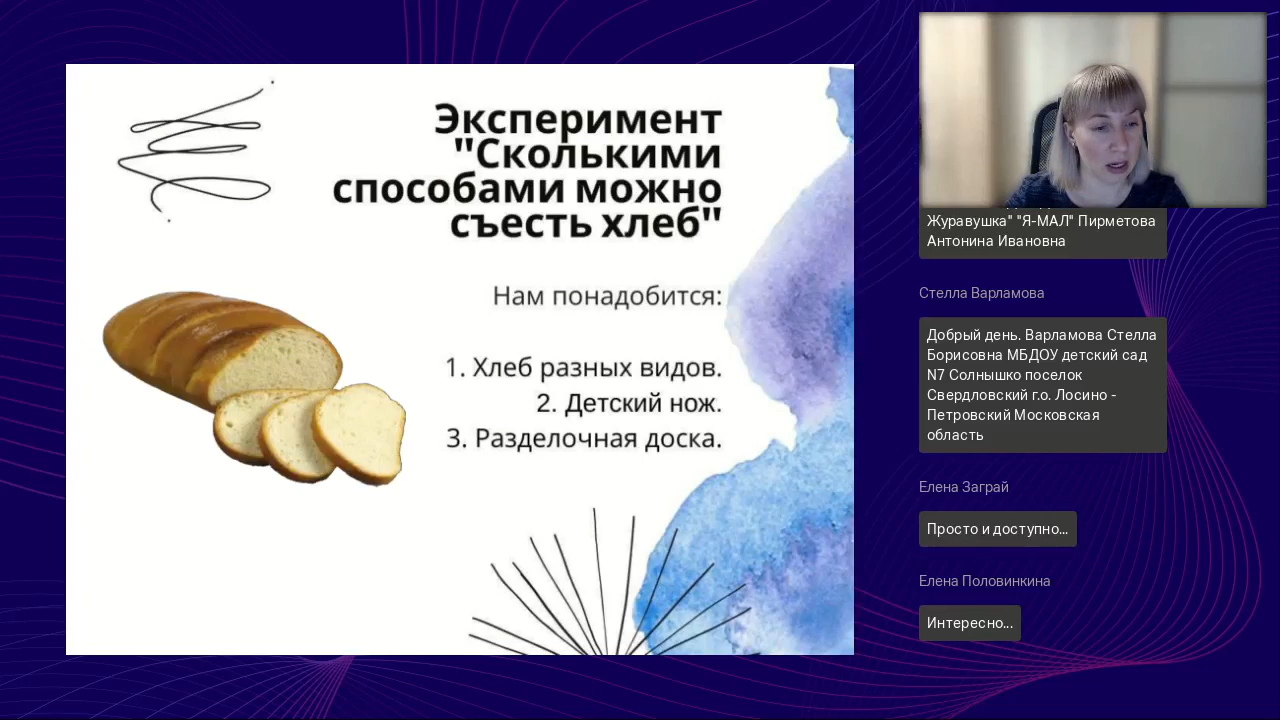 Эксперимент
"Сколькими
способами можно
съесть хлеб"
Нам понадобится:
1. Хлеб разных видов.
2. Детский нож.
3. Разделочная доска.
Журавушка" "Я-МАЛ" Пирметова
Антонина Ивановна
Стелла Варламова
Добрый день. Варламова Стелла
Борисовна МБДОУ детский сад
N7 Солнышко поселок
Свердловский г.о. Лосино -
Петровский Московская
область
Елена Заграй
Просто и доступно...
Елена Половинкина
Интересно...